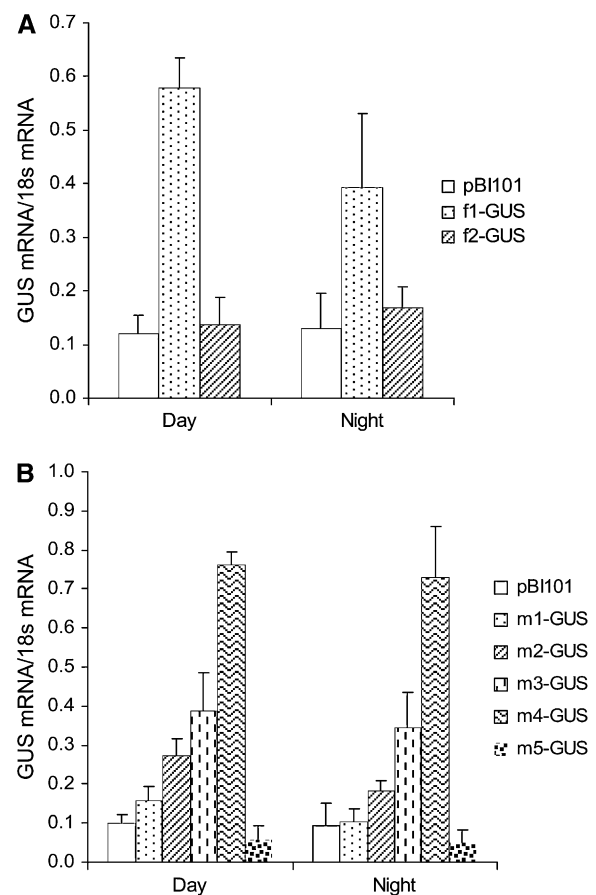 A
0.7
0.6
0.5
0.4
0.3
0.2
0.1
0.0
GUS mRNA/18s mRNA
Day
Night
pBI101
f1-GUS
f2-GUS
B
1.0
0.9
0.8
0.7
0.6
0.5
0.4
0.3
0.2
0.1
0.0
GUS mRNA/18s mRNA
Day
Night
pBI101
m1-GUS
m2-GUS
m3-GUS
m4-GUS
m5-GUS